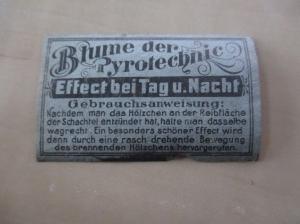 Blume der
Pyrotechnic
Effect bei Tag u. Nacht
Gebrauchsanweisung:
Nachdem man das Hölzchen an der Reibfläche
der Schachtel entzündet hat, halte man dasselbe
wagrecht. Ein besonders schöner Effect wird
dann durch eine rasch drehende Bewegung
des brennenden Hölzchens hervorgerufen.